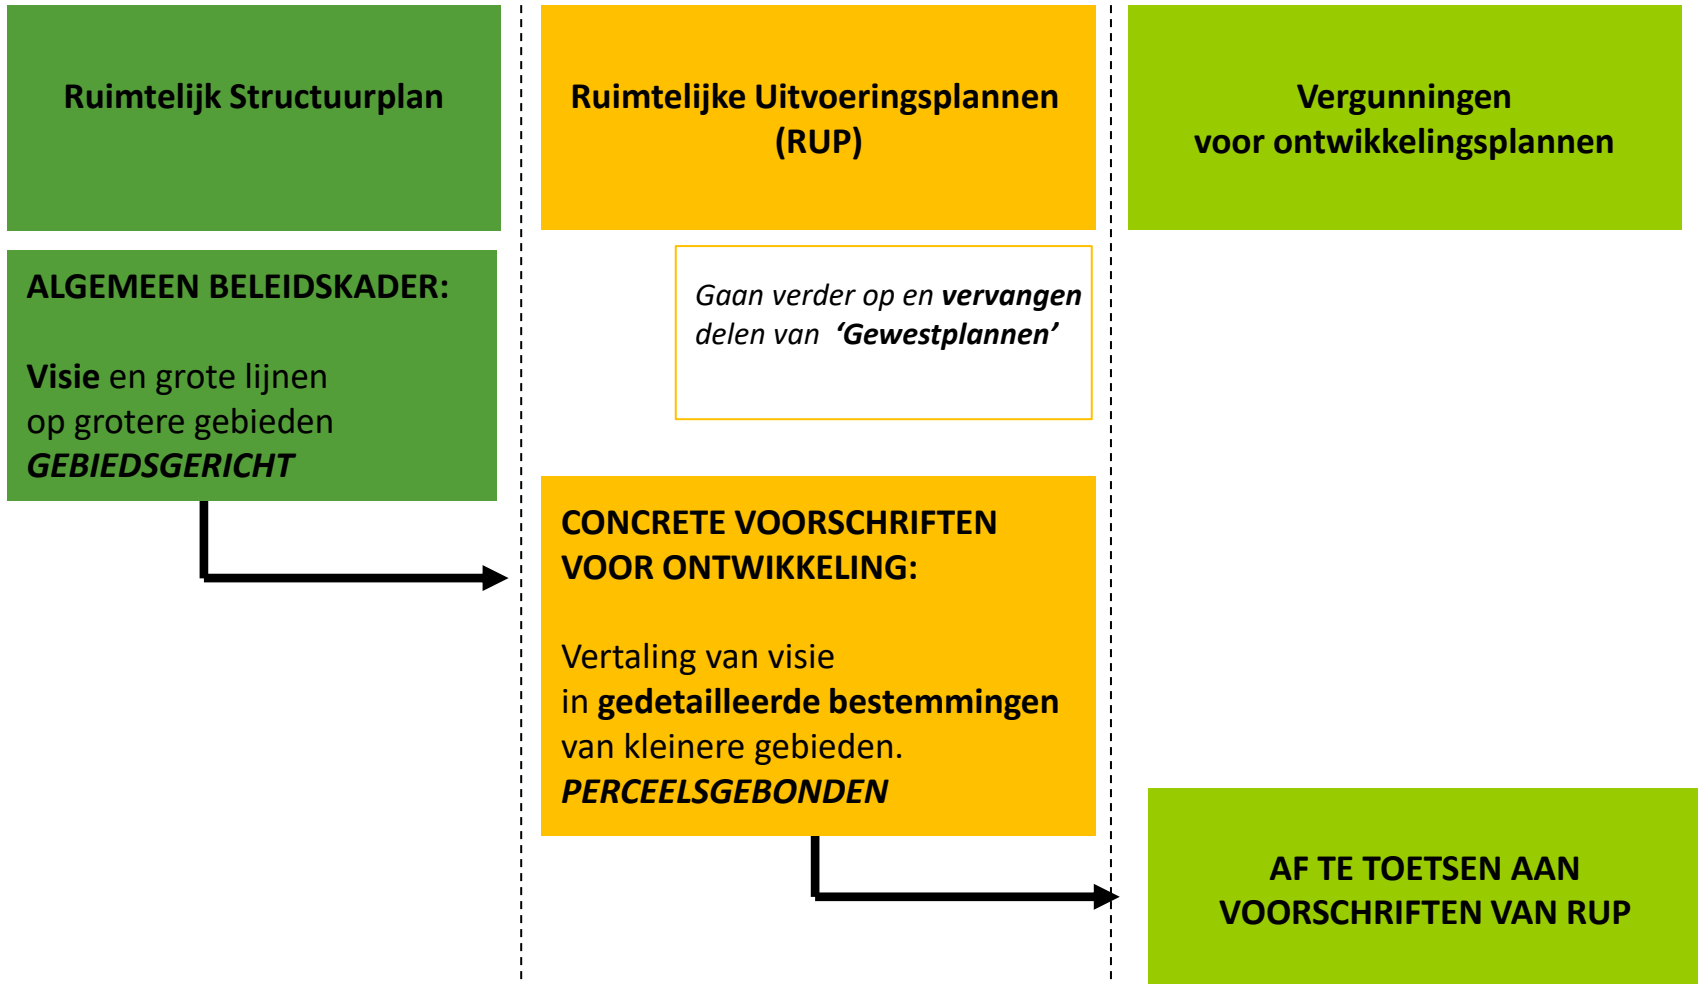 Ruimtelijk Structuurplan
Ruimtelijke Uitvoeringsplannen
(RUP)
Vergunningen
voor ontwikkelingsplannen
ALGEMEEN BELEIDSKADER:
Visie en grote lijnen
op grotere gebieden
GEBIEDSGERICHT
Gaan verder op en vervangen
delen van ‘Gewestplannen’
CONCRETE VOORSCHRIFTEN
VOOR ONTWIKKELING:
Vertaling van visie
in gedetailleerde bestemmingen
van kleinere gebieden.
PERCEELSGEBONDEN
AF TE TOETSEN AAN
VOORSCHRIFTEN VAN RUP